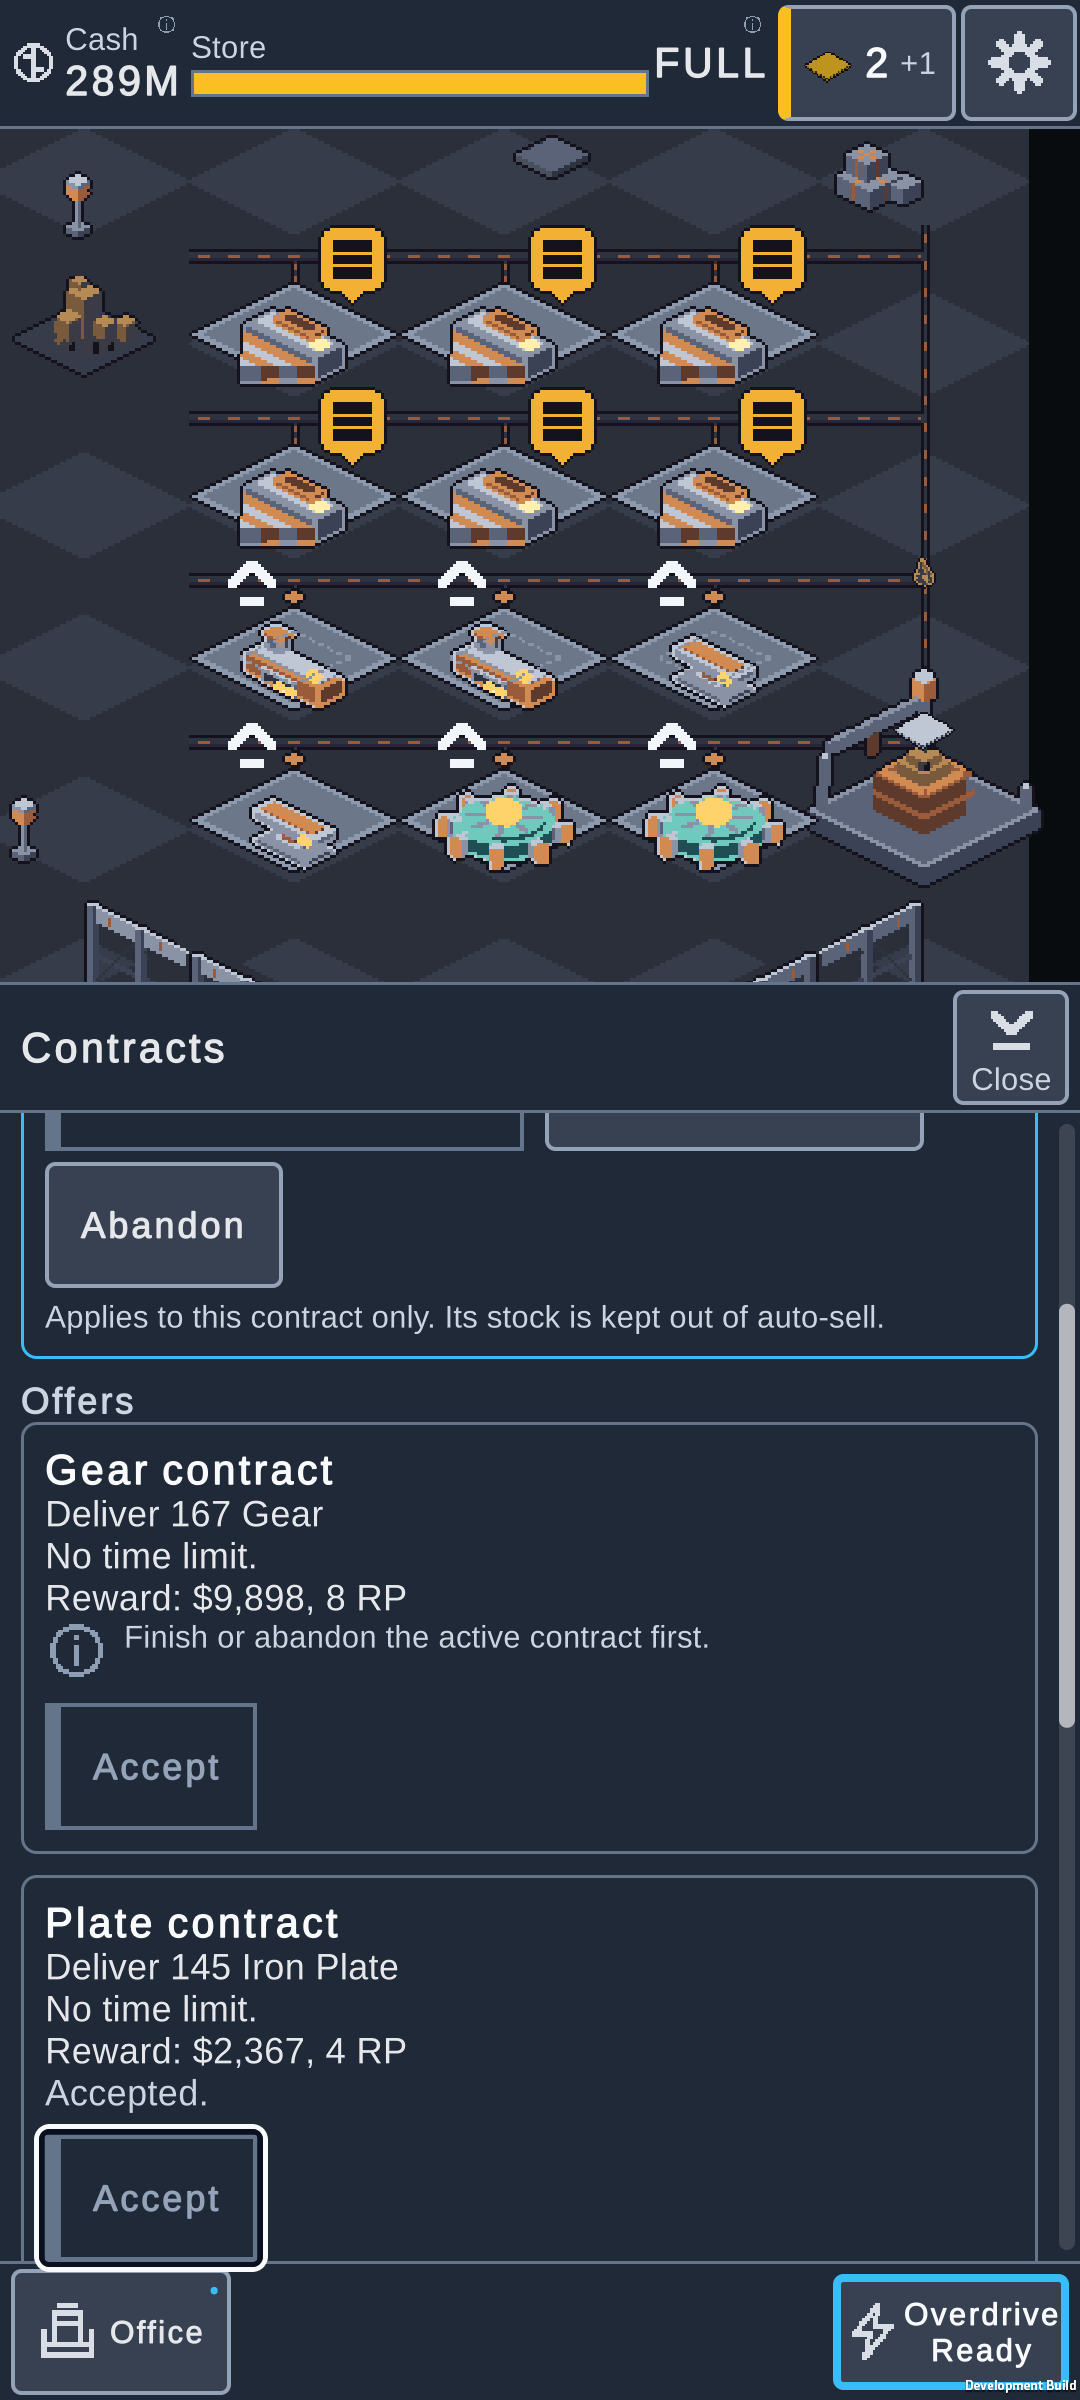 Cash
289M
Store
FULL
2 +1
Contracts
Close
Abandon
Applies to this contract only. Its stock is kept out of auto-sell.
Offers
Gear contract
Deliver 167 Gear
No time limit.
Reward: $9,898, 8 RP
Finish or abandon the active contract first.
Accept
Plate contract
Deliver 145 Iron Plate
No time limit.
Reward: $2,367, 4 RP
Accepted.
Accept
Office
Overdrive
Ready
Development Build